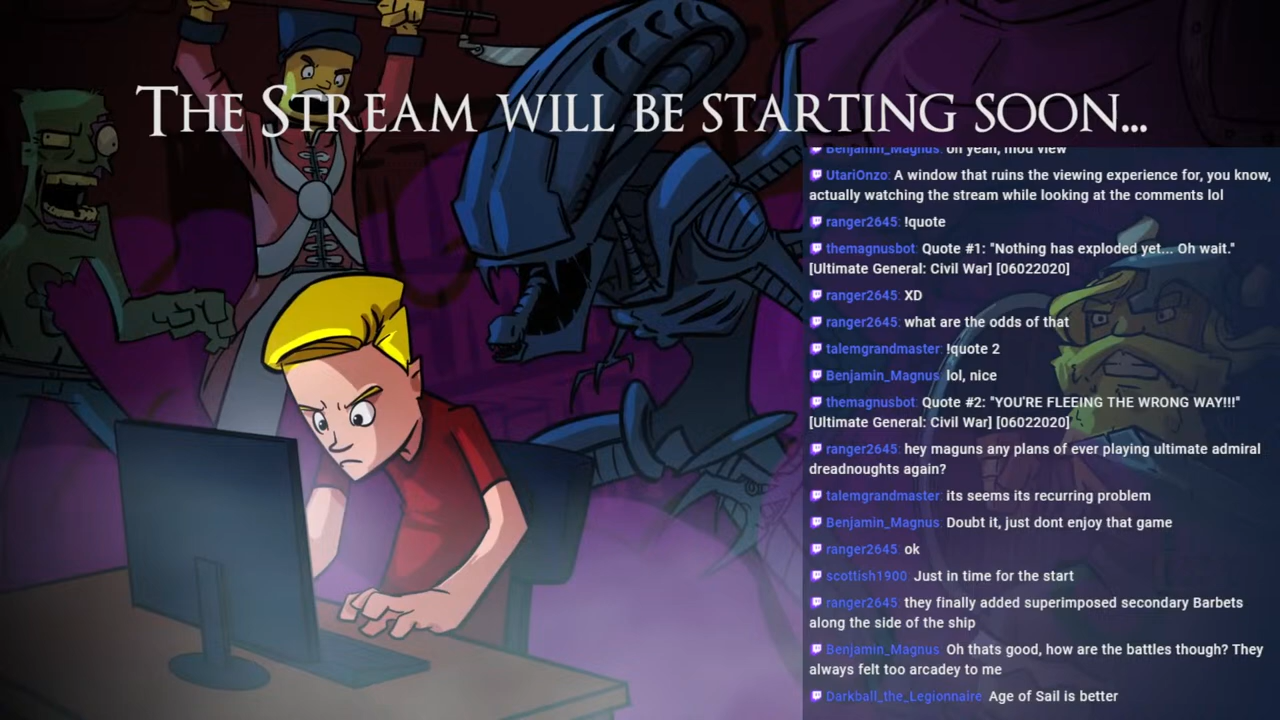 THE STREAM WILL BE STARTING SOON...
Benjamin_Magnus: oh yeah, mod view
UtariOnzo: A window that ruins the viewing experience for, you know,
actually watching the stream while looking at the comments lol
ranger2645: !quote
themagnusbot: Quote #1: "Nothing has exploded yet... Oh wait."
[Ultimate General: Civil War] [06022020]
ranger2645: XD
ranger2645: what are the odds of that
talemgrandmaster: !quote 2
Benjamin_Magnus: lol, nice
themagnusbot: Quote #2: "YOU'RE FLEEING THE WRONG WAY!!!"
[Ultimate General: Civil War] [06022020]
ranger2645: hey maguns any plans of ever playing ultimate admiral
dreadnoughts again?
talemgrandmaster: its seems its recurring problem
Benjamin_Magnus: Doubt it, just dont enjoy that game
ranger2645: ok
scottish1900: Just in time for the start
ranger2645: they finally added superimposed secondary Barbets
along the side of the ship
Benjamin_Magnus: Oh thats good, how are the battles though? They
always felt too arcadey to me
Darkball_the_Legionnaire: Age of Sail is better